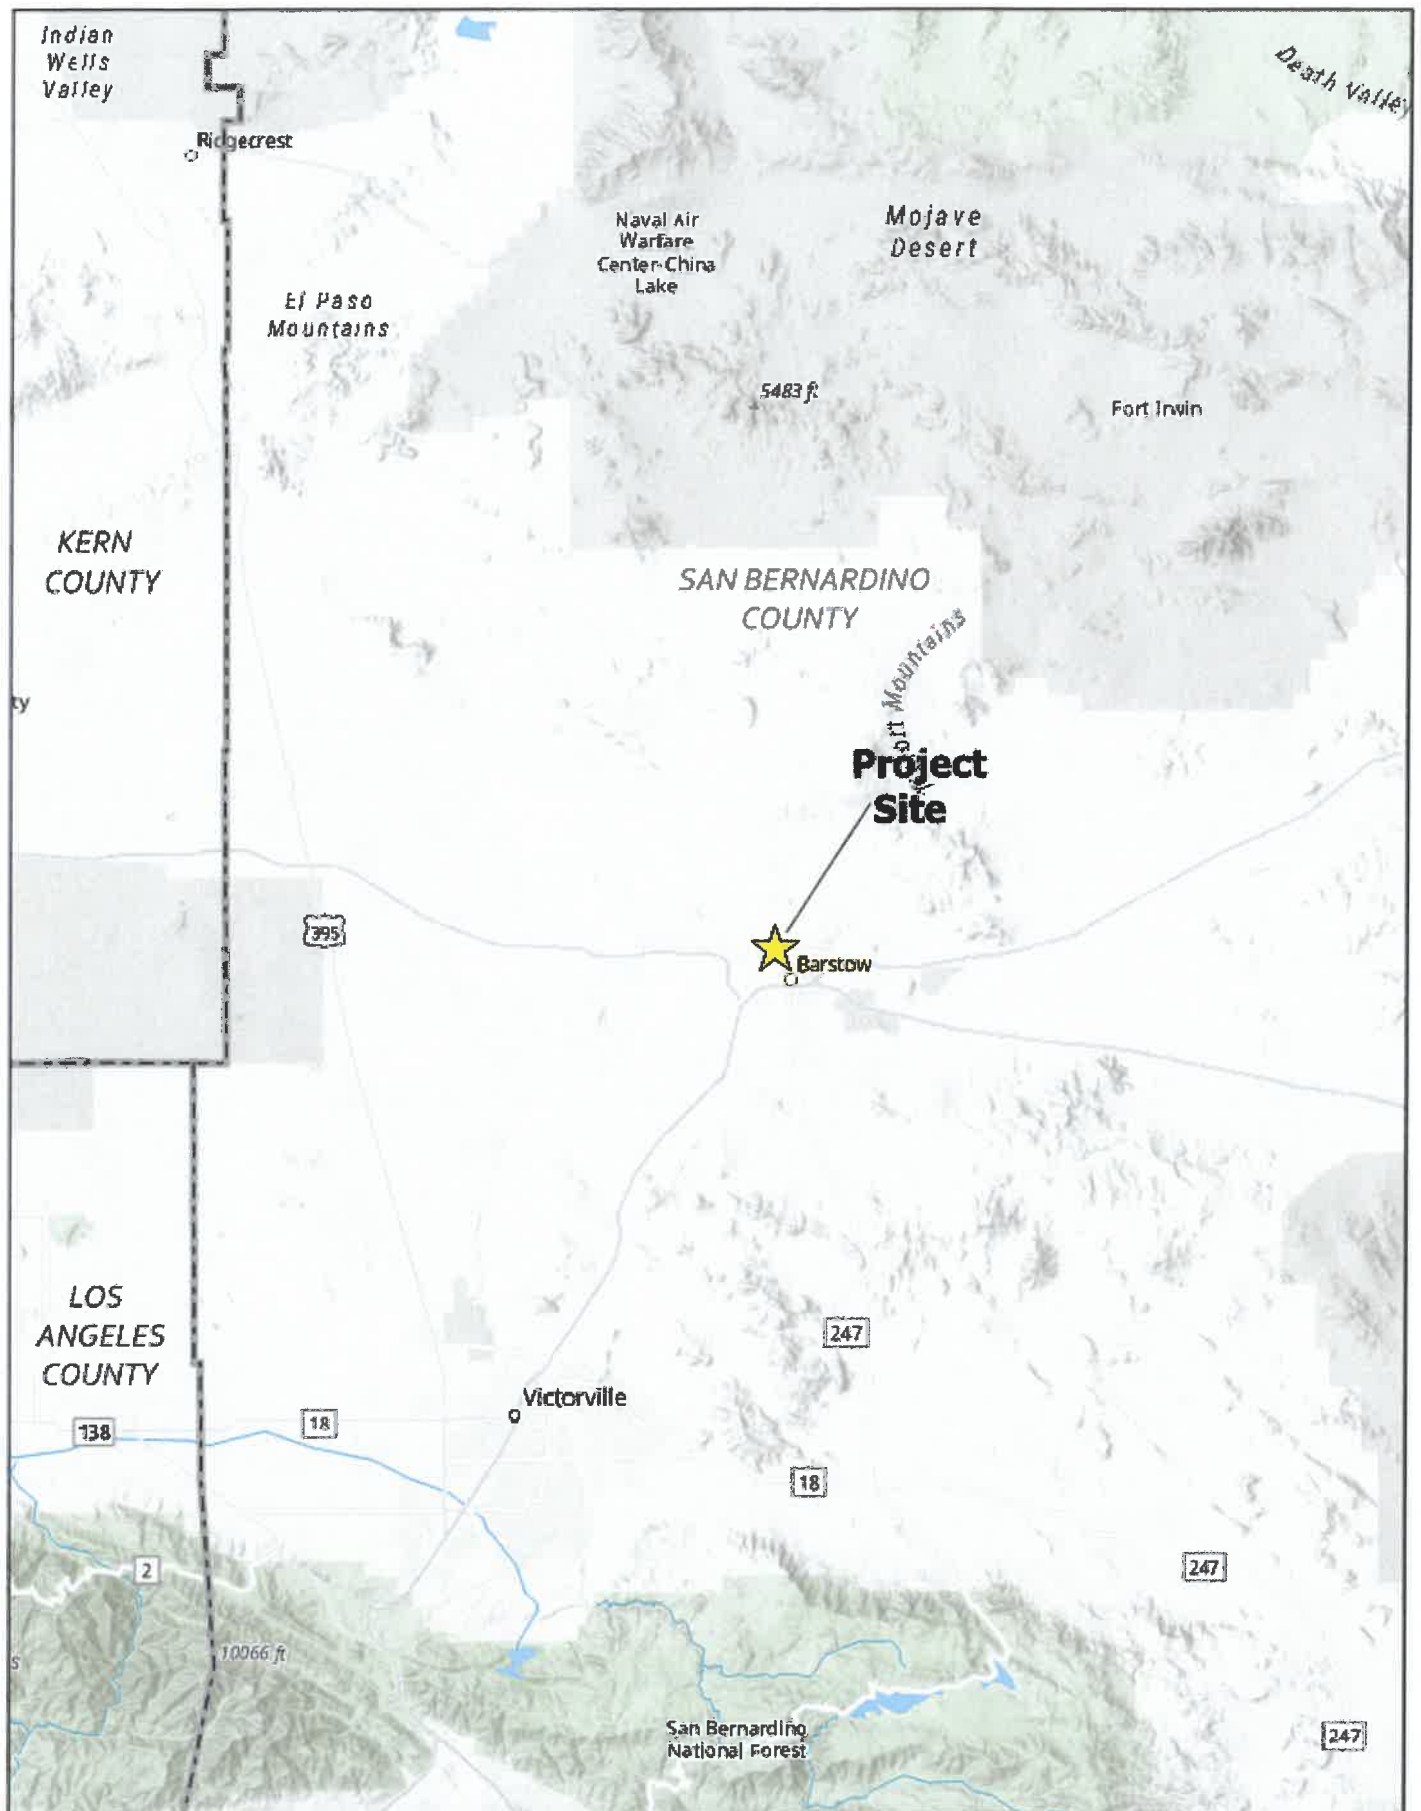 Indian
Wells
Valley
Death Valley
Ridgecrest
Naval Air
Warfare
Center-China
Lake
Mojave
Desert
El Paso
Mountains
5483 ft
Fort Irwin
KERN
COUNTY
SAN BERNARDINO
COUNTY
Mountains
ty
Project
Site
395
Barstow
LOS
ANGELES
COUNTY
247
Victorville
138
18
18
2
247
10066 ft
s
San Bernardino
National Forest
247